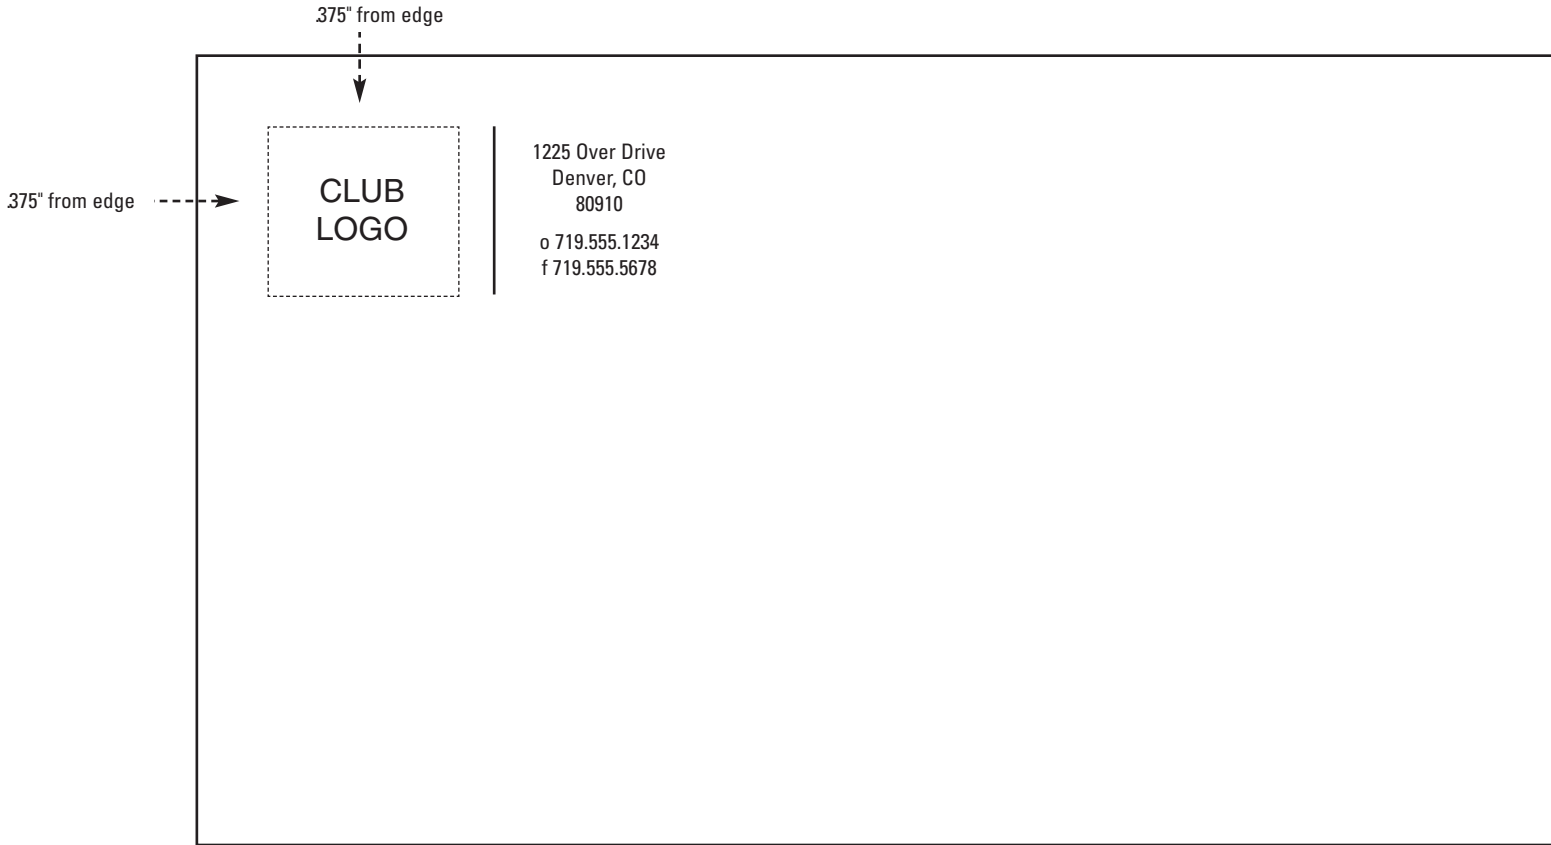 .375" from edge
.375" from edge
CLUB
LOGO
1225 Over Drive
Denver, CO
80910
o 719.555.1234
f 719.555.5678